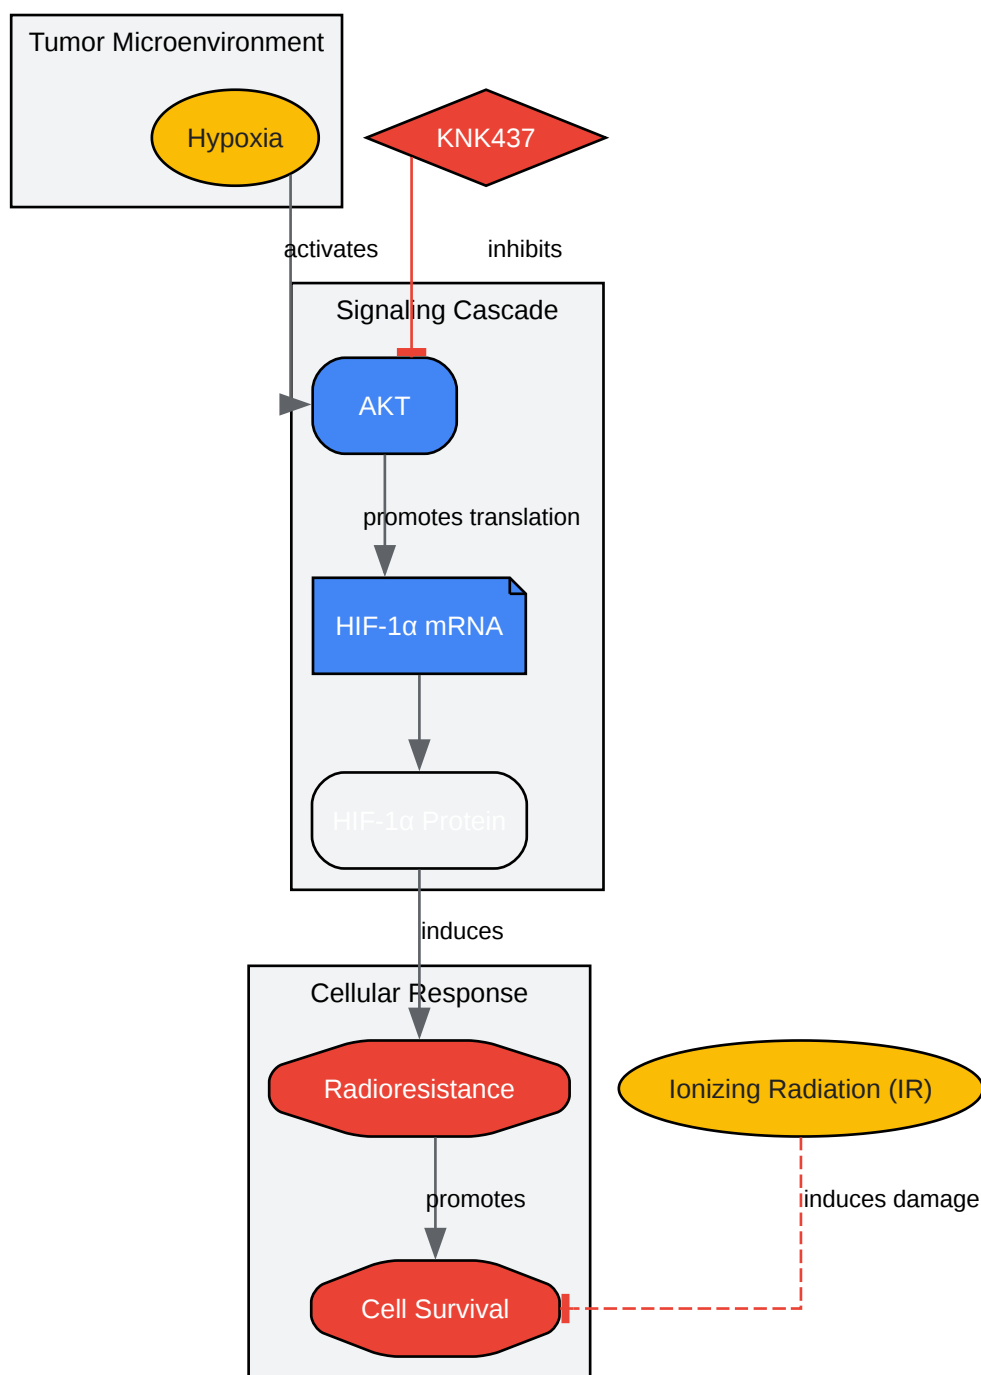 Tumor Microenvironment
Hypoxia
KNK437
activates
inhibits
Signaling Cascade
AKT
promotes translation
HIF-1α mRNA
HIF-1α Protein
induces
Cellular Response
Radioresistance
Ionizing Radiation (IR)
promotes
induces damage
Cell Survival